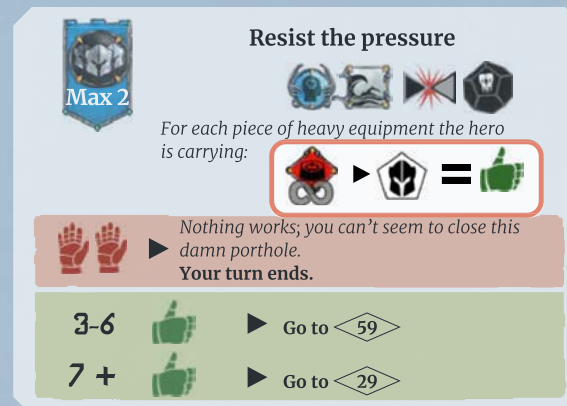 Resist the pressure
Max 2
For each piece of heavy equipment the hero
is carrying:
=
Nothing works; you can’t seem to close this
damn porthole.
Your turn ends.
3-6 Go to 59
7 + Go to 29